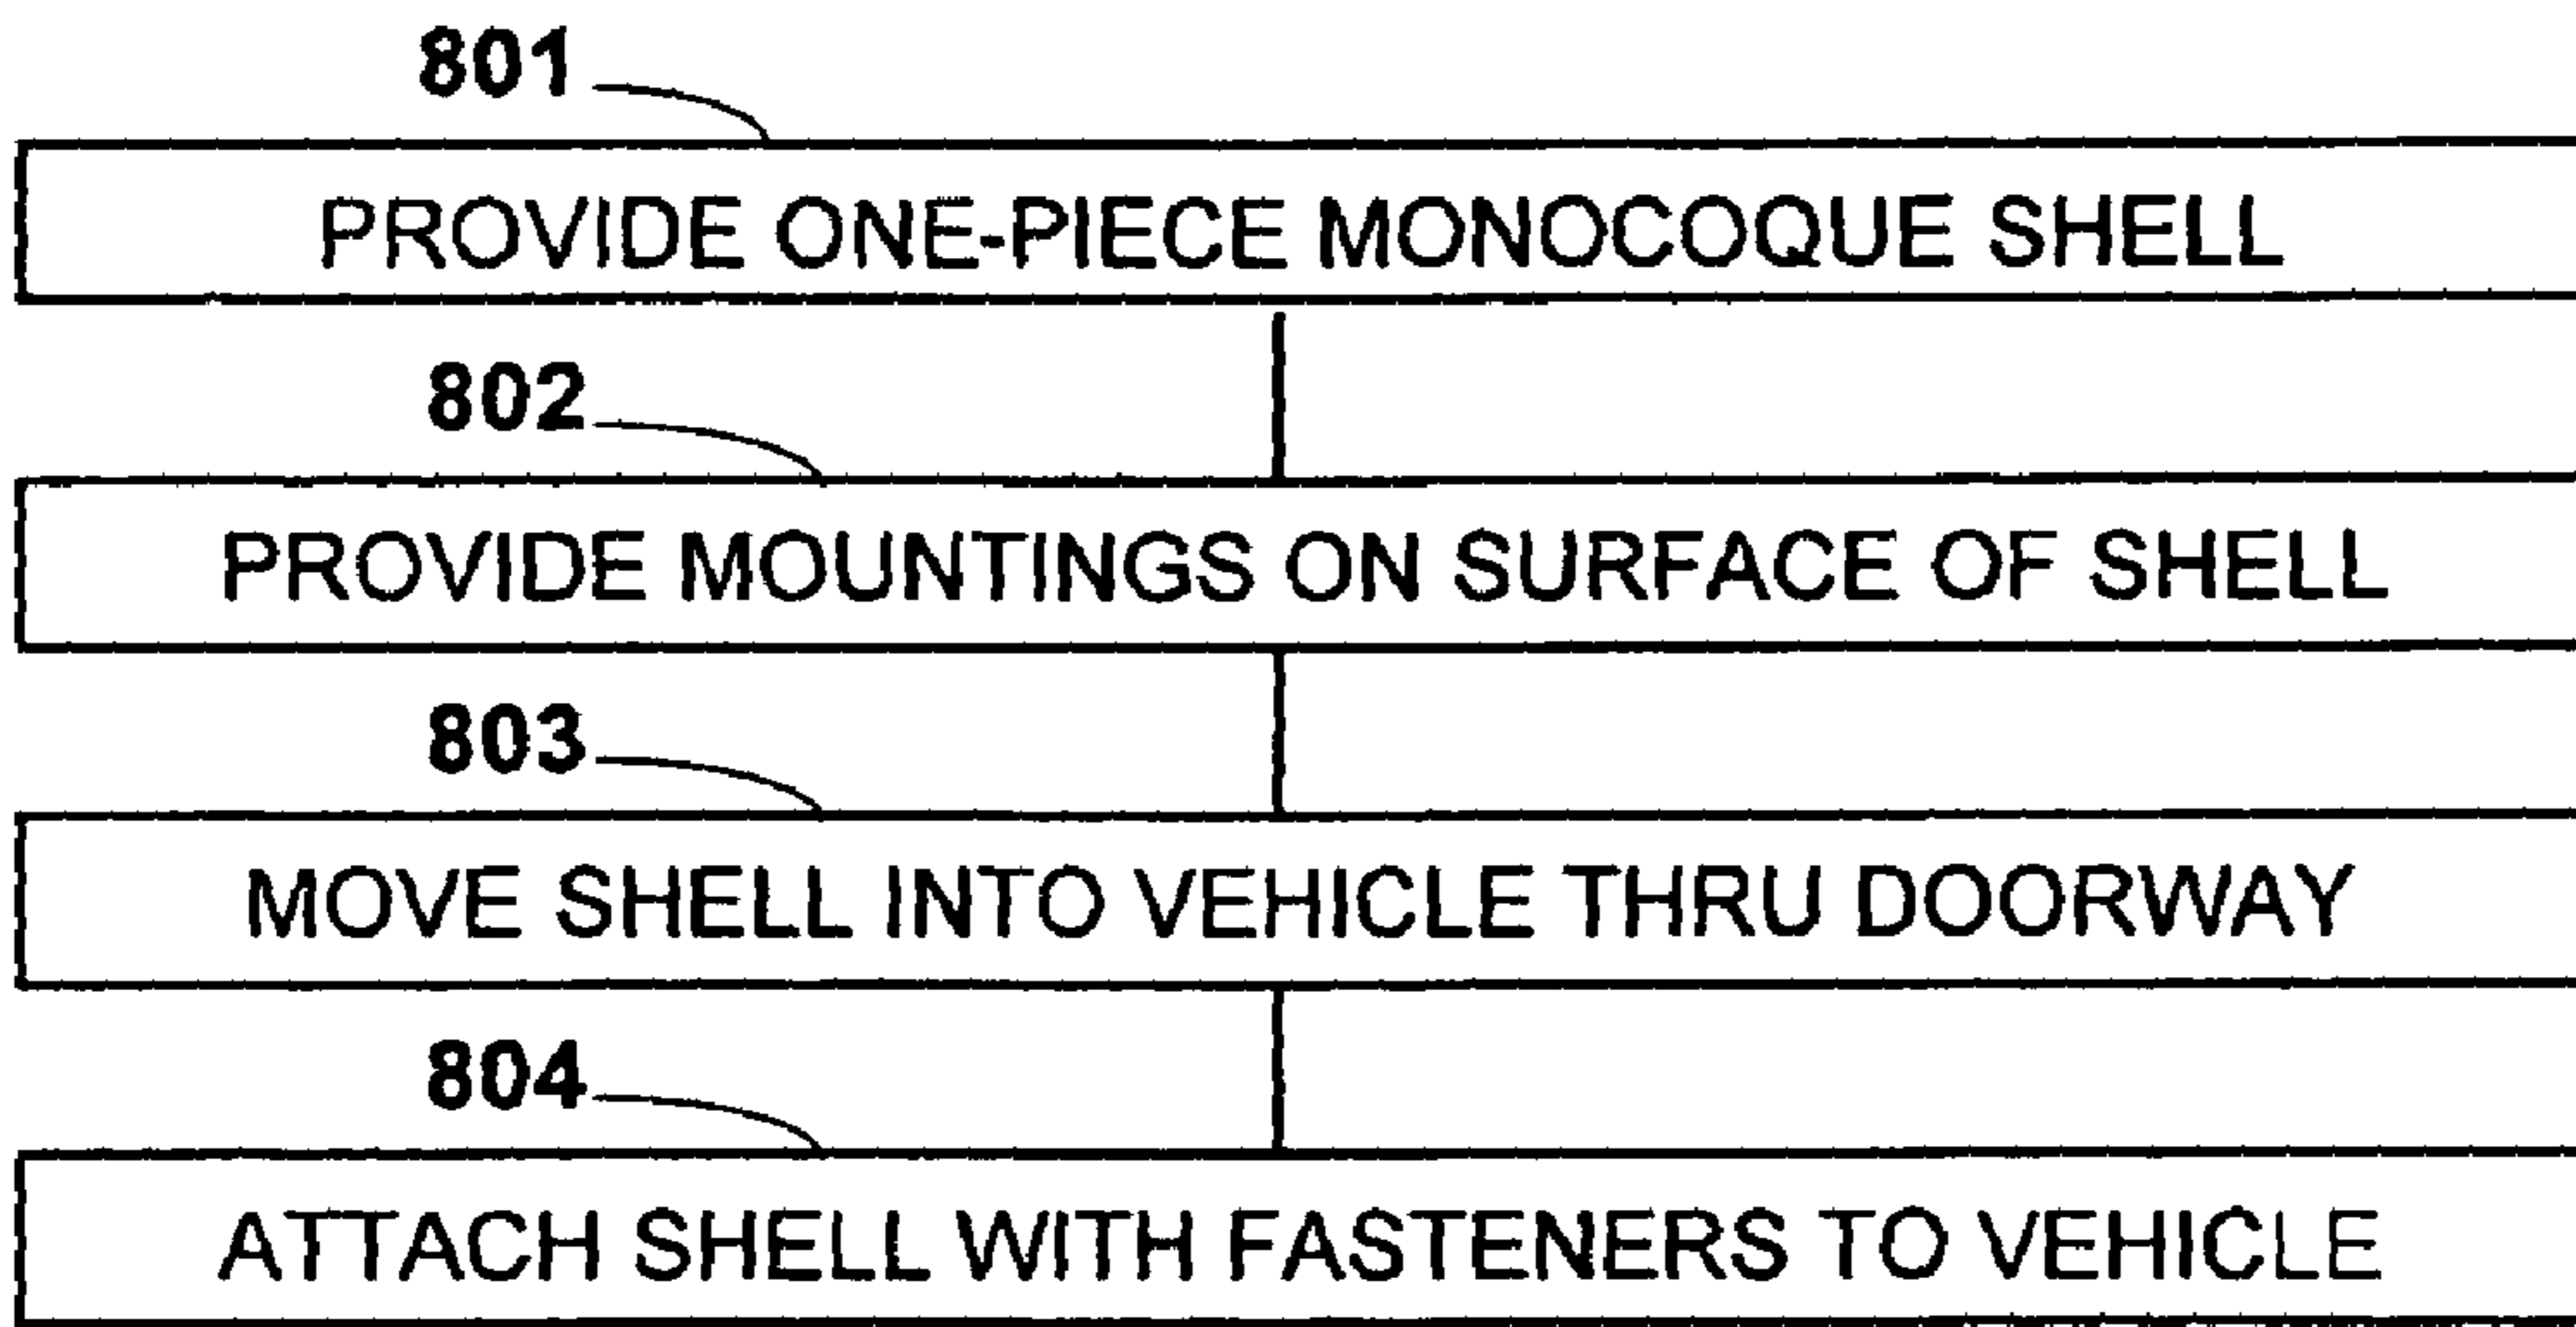 801
PROVIDE ONE-PIECE MONOCOQUE SHELL
802
PROVIDE MOUNTINGS ON SURFACE OF SHELL
803
MOVE SHELL INTO VEHICLE THRU DOORWAY
804
ATTACH SHELL WITH FASTENERS TO VEHICLE